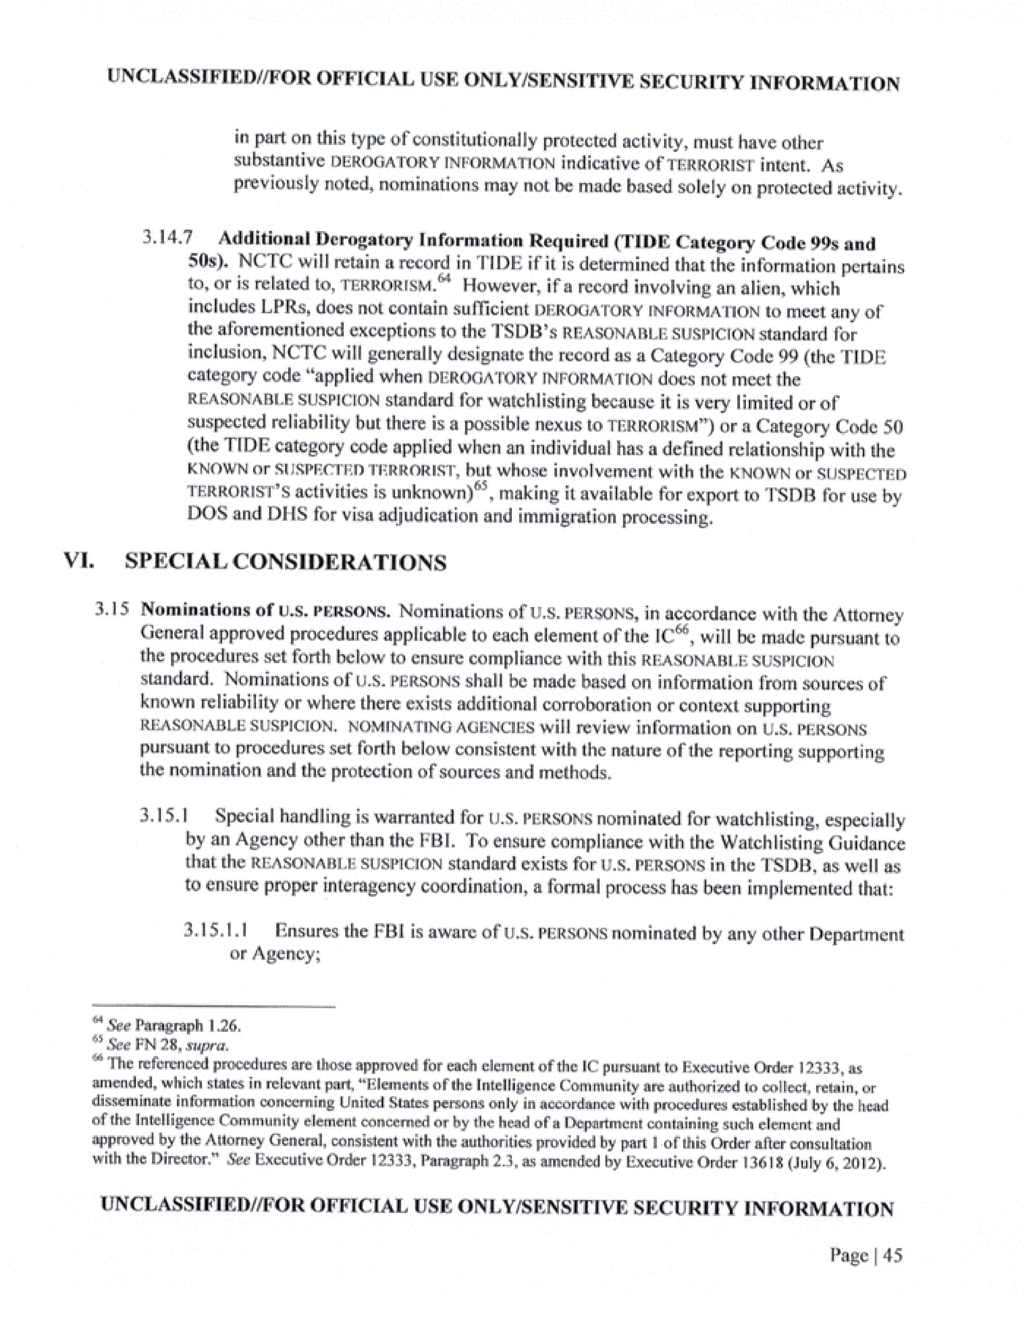 UNCLASSIFIED//FOR OFFICIAL USE ONLY/SENSITIVE SECURITY INFORMATION
in part on this type of constitutionally protected activity, must have other
substantive DEROGATORY INFORMATION indicative of TERRORIST intent. As
previously noted, nominations may not be made based solely on protected activity.
3.14.7 Additional Derogatory Information Required (TIDE Category Code 99s and
50s). NCTC will retain a record in TIDE if it is determined that the information pertains
to, or is related to, TERRORISM.64 However, if a record involving an alien, which
includes LPRs, does not contain sufficient DEROGATORY INFORMATION to meet any of
the aforementioned exceptions to the TSDB's REASONABLE SUSPICION standard for
inclusion, NCTC will generally designate the record as a Category Code 99 (the TIDE
category code "applied when DEROGATORY INFORMATION does not meet the
REASONABLE SUSPICION standard for watchlisting because it is very limited or of
suspected reliability but there is a possible nexus to TERRORISM") or a Category Code 50
(the TIDE category code applied when an individual has a defined relationship with the
KNOWN or SUSPECTED TERRORIST, but whose involvement with the KNOWN or SUSPECTED
TERRORIST'S activities is unknown)65, making it available for export to TSDB for use by
DOS and DHS for visa adjudication and immigration processing.
VI. SPECIAL CONSIDERATIONS
3.15 Nominations of U.S. PERSONS. Nominations of U.S. PERSONS, in accordance with the Attorney
General approved procedures applicable to each element of the IC66, will be made pursuant to
the procedures set forth below to ensure compliance with this REASONABLE SUSPICION
standard. Nominations of U.S. PERSONS shall be made based on information from sources of
known reliability or where there exists additional corroboration or context supporting
REASONABLE SUSPICION. NOMINATING AGENCIES will review information on U.S. PERSONS
pursuant to procedures set forth below consistent with the nature of the reporting supporting
the nomination and the protection of sources and methods.
3.15.1 Special handling is warranted for U.S. PERSONS nominated for watchlisting, especially
by an Agency other than the FBI. To ensure compliance with the Watchlisting Guidance
that the REASONABLE SUSPICION standard exists for U.S. PERSONS in the TSDB, as well as
to ensure proper interagency coordination, a formal process has been implemented that:
3.15.1.1 Ensures the FBI is aware of U.S. PERSONS nominated by any other Department
or Agency;
64 See Paragraph 1.26.
65 See FN 28, supra.
66 The referenced procedures are those approved for each element of the IC pursuant to Executive Order 12333, as
amended, which states in relevant part, "Elements of the Intelligence Community are authorized to collect, retain, or
disseminate information concerning United States persons only in accordance with procedures established by the head
of the Intelligence Community element concerned or by the head of a Department containing such element and
approved by the Attorney General, consistent with the authorities provided by part 1 of this Order after consultation
with the Director." See Executive Order 12333, Paragraph 2.3, as amended by Executive Order 13618 (July 6, 2012).
UNCLASSIFIED//FOR OFFICIAL USE ONLY/SENSITIVE SECURITY INFORMATION
Page | 45